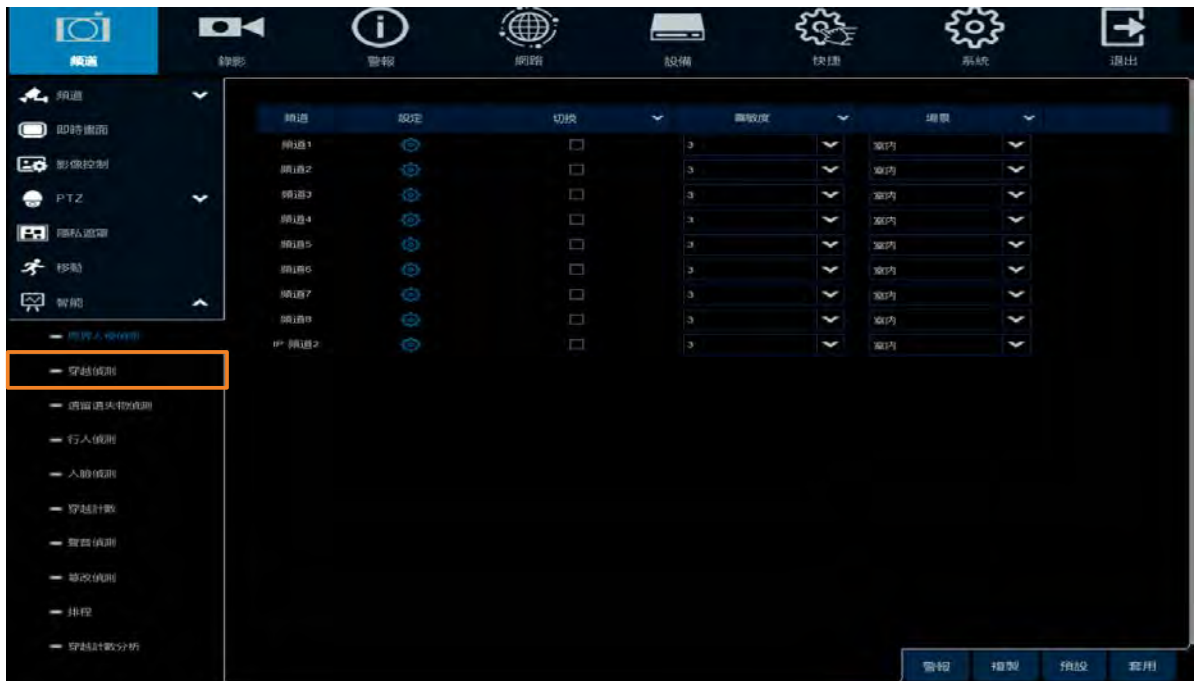 頻道 錄影 警報 網路 設備 快捷 系統 退出
頻道
即時畫面
影像控制
PTZ
隱私遮罩
移動
智能
穿越偵測
遺留遺失物偵測
行人偵測
人臉偵測
穿越計數
聲音偵測
篡改偵測
排程
穿越計數分析
頻道 設定 切換 靈敏度 場景
頻道1 3 室內
頻道2 3 室內
頻道3 3 室內
頻道4 3 室內
頻道5 3 室內
頻道6 3 室內
頻道7 3 室內
頻道8 3 室內
IP 頻道2 3 室內
警報 複製 預設 套用